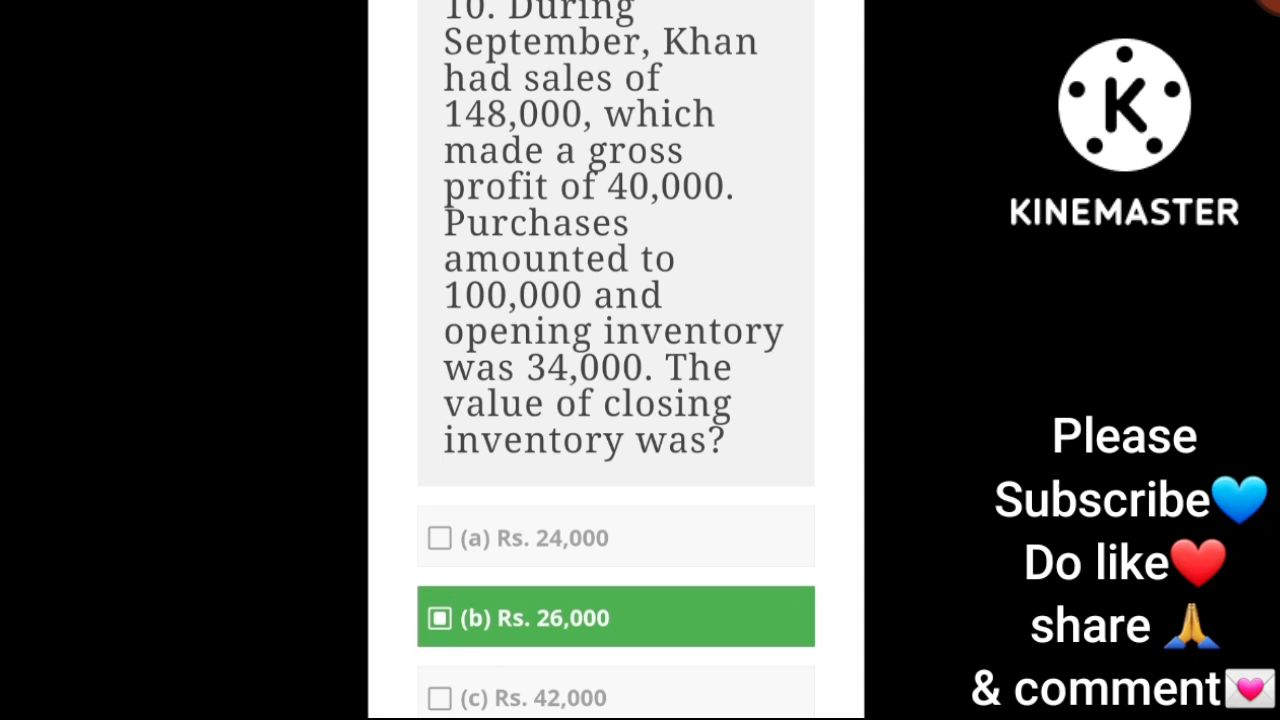 10. During
September, Khan
had sales of
148,000, which
made a gross
profit of 40,000.
Purchases
amounted to
100,000 and
opening inventory
was 34,000. The
value of closing
inventory was?
(a) Rs. 24,000
(b) Rs. 26,000
(c) Rs. 42,000
K
KINEMASTER
Please
Subscribe💙
Do like❤️
share 🙏
& comment💌